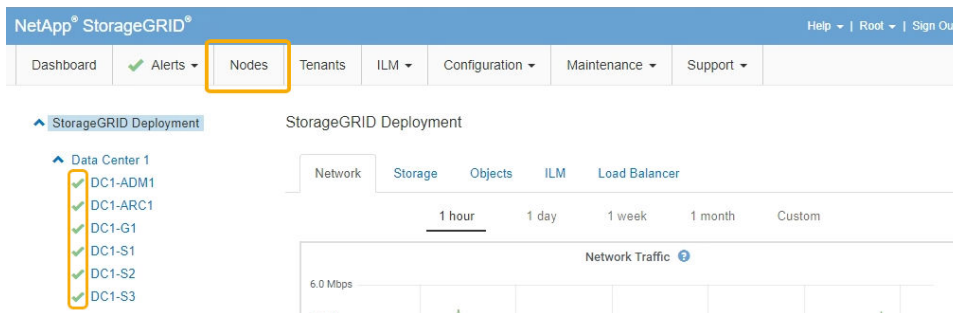 NetApp® StorageGRID®
Help | Root | Sign Ou
Dashboard Alerts Nodes Tenants ILM Configuration Maintenance Support
StorageGRID Deployment
StorageGRID Deployment
Data Center 1
DC1-ADM1
DC1-ARC1
DC1-G1
DC1-S1
DC1-S2
DC1-S3
Network Storage Objects ILM Load Balancer
1 hour 1 day 1 week 1 month Custom
Network Traffic ?
6.0 Mbps